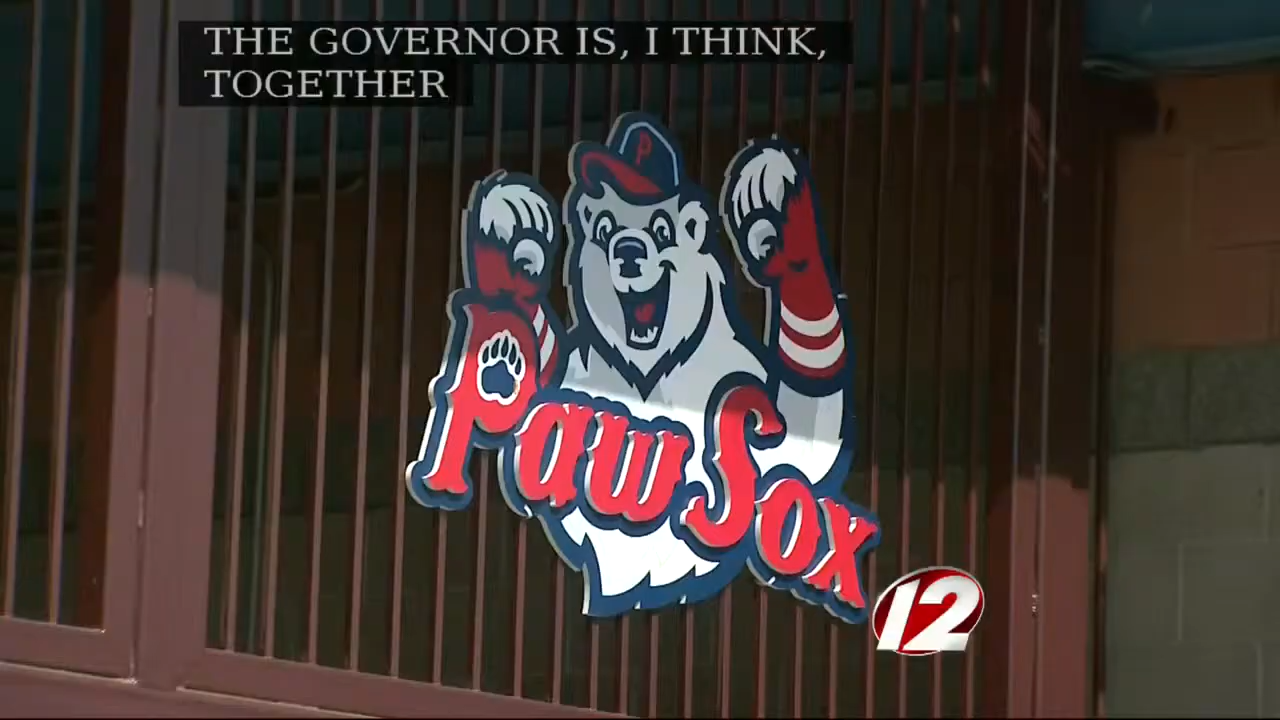 THE GOVERNOR IS, I THINK,
TOGETHER
P
PawSox
12